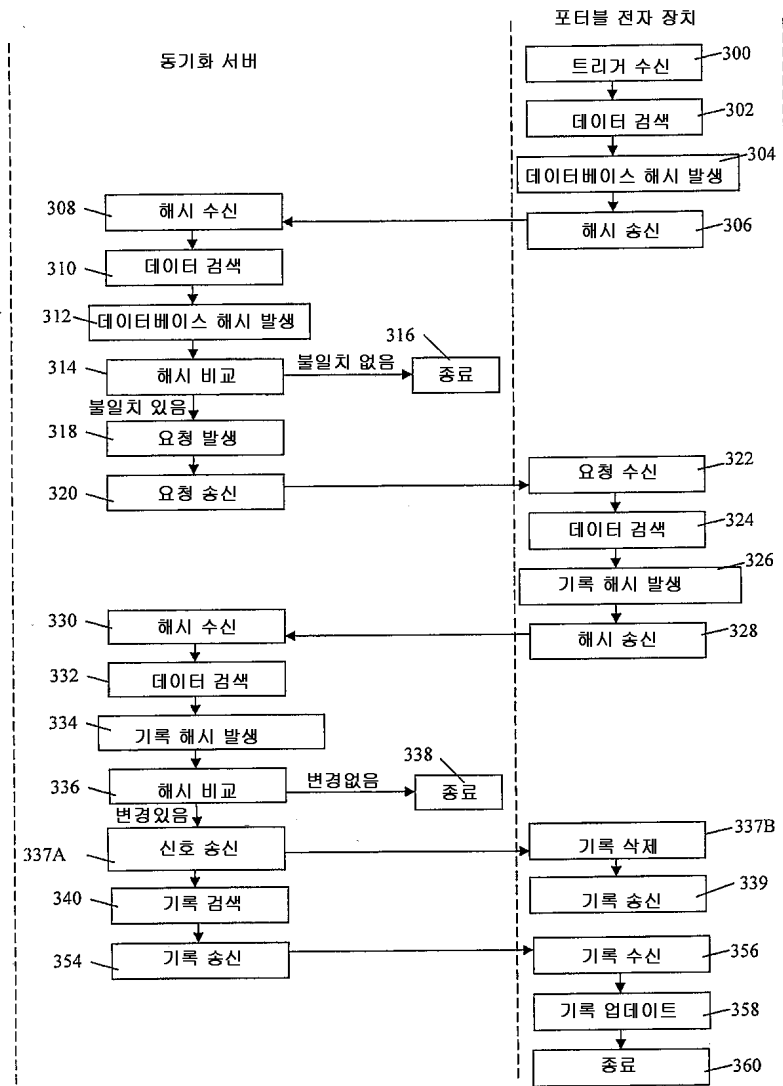 포터블 전자 장치
동기화 서버
트리거 수신
300
데이터 검색
302
304
데이터베이스 해시 발생
308
해시 수신
해시 송신
306
310
데이터 검색
312
데이터베이스 해시 발생
316
314
해시 비교
불일치 없음
종료
불일치 있음
318
요청 발생
320
요청 송신
요청 수신
322
데이터 검색
324
326
기록 해시 발생
330
해시 수신
해시 송신
328
332
데이터 검색
334
기록 해시 발생
338
336
해시 비교
변경없음
종료
변경있음
337A
신호 송신
기록 삭제
337B
340
기록 검색
기록 송신
339
354
기록 송신
기록 수신
356
기록 업데이트
358
종료
360